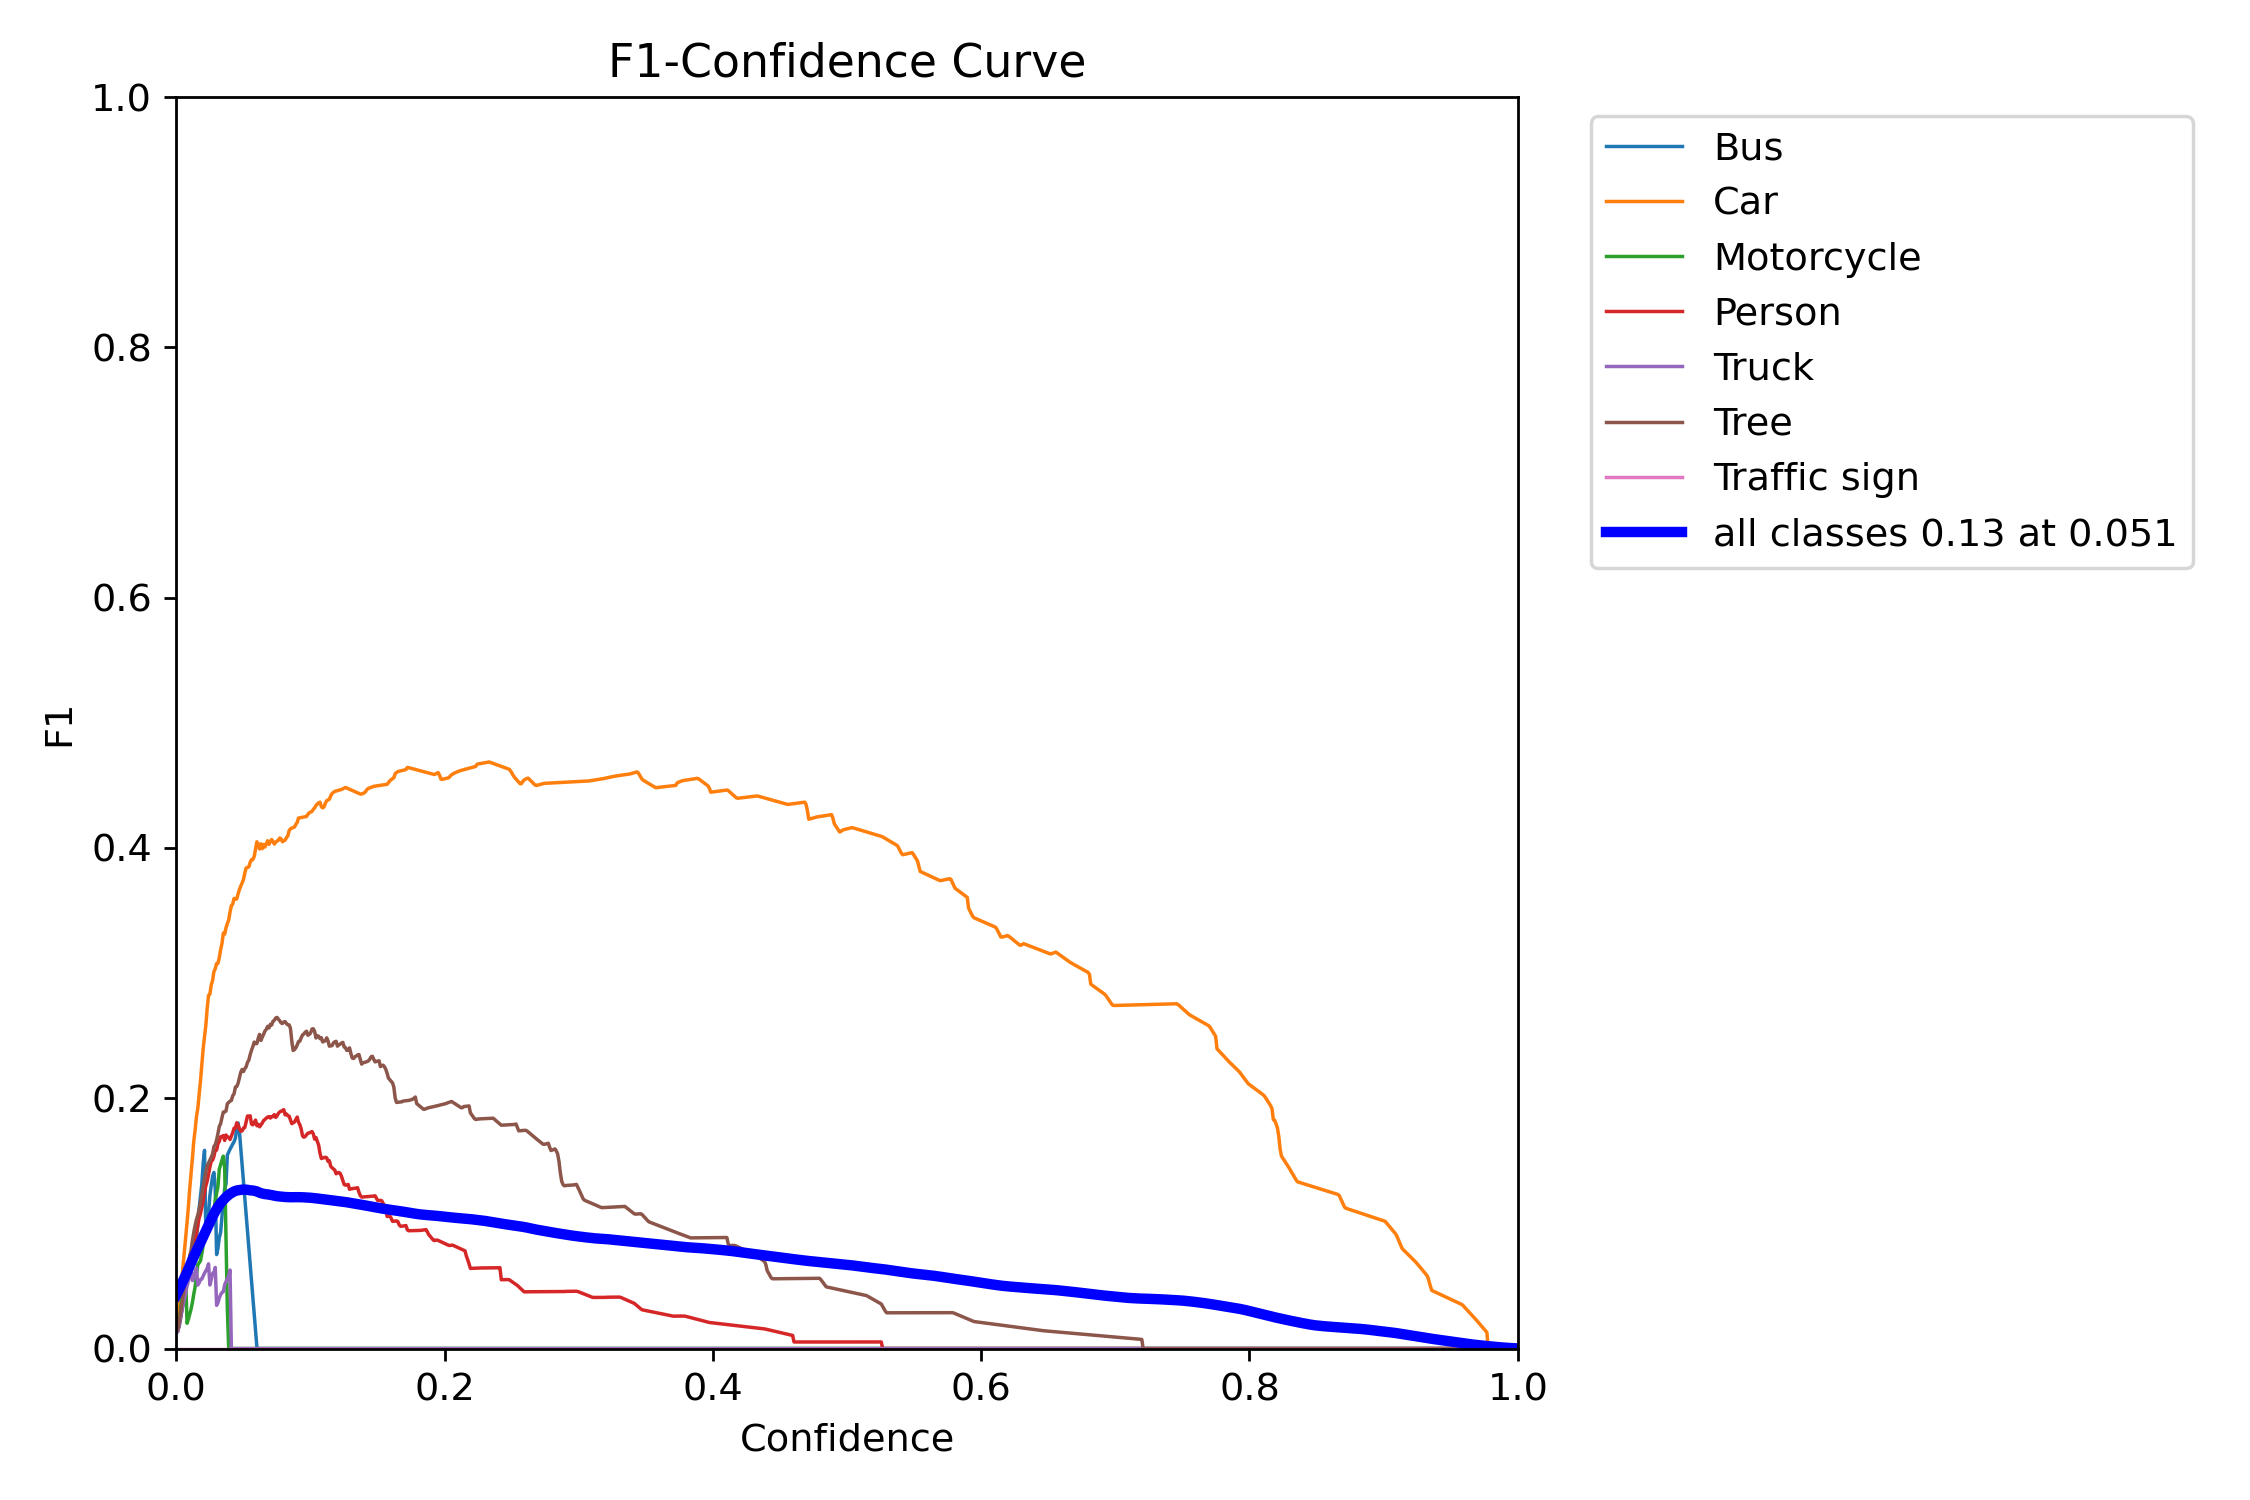 F1-Confidence Curve
1.0
0.8
0.6
0.4
0.2
0.0
F1
0.0 0.2 0.4 0.6 0.8 1.0
Confidence
Bus
Car
Motorcycle
Person
Truck
Tree
Traffic sign
all classes 0.13 at 0.051